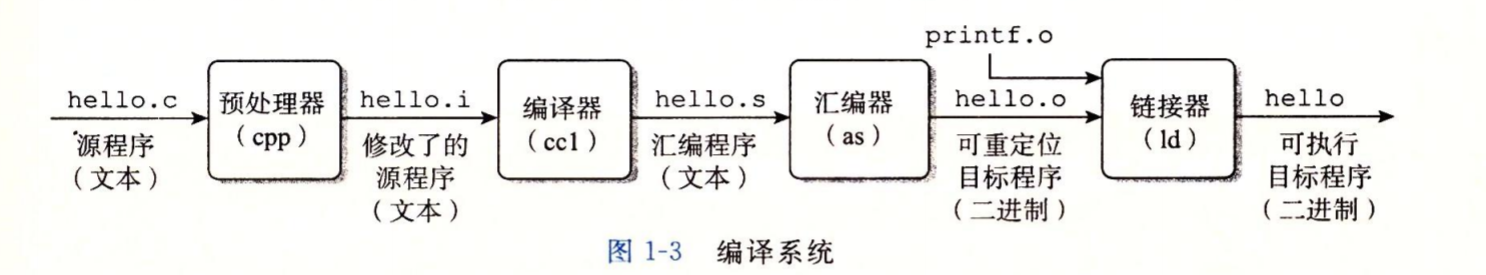 printf.o
hello.c
预处理器
(cpp)
hello.i
编译器
(cc1)
hello.s
汇编器
(as)
hello.o
链接器
(ld)
hello
源程序
(文本)
修改了的
源程序
(文本)
汇编程序
(文本)
可重定位
目标程序
(二进制)
可执行
目标程序
(二进制)
图 1-3 编译系统